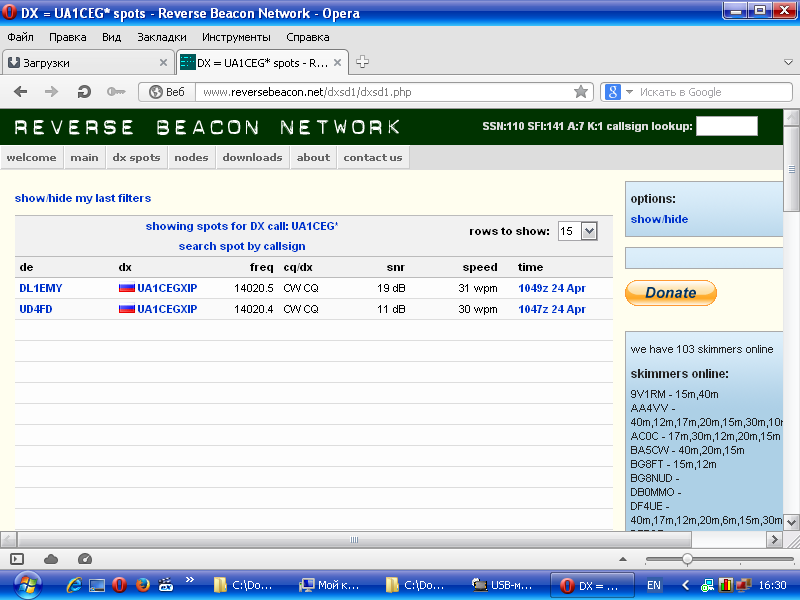 DX = UA1CEG* spots - Reverse Beacon Network - Opera
Файл Правка Вид Закладки Инструменты Справка
Загрузки DX = UA1CEG* spots - R...
Веб www.reversebeacon.net/dxsd1/dxsd1.php Искать в Google
REVERSE BEACON NETWORK SSN:110 SFI:141 A:7 K:1 callsign lookup:
welcome main dx spots nodes downloads about contact us
show/hide my last filters
showing spots for DX call: UA1CEG*
search spot by callsign
rows to show: 15
de dx freq cq/dx snr speed time
DL1EMY UA1CEGXIP 14020.5 CW CQ 19 dB 31 wpm 1049z 24 Apr
UD4FD UA1CEGXIP 14020.4 CW CQ 11 dB 30 wpm 1047z 24 Apr
options:
show/hide
Donate
we have 103 skimmers online
skimmers online:
9V1RM - 15m,40m
AA4VV -
40m,12m,17m,20m,15m,30m,10m
AC0C - 17m,30m,12m,20m,15m
BA5CW - 40m,20m,15m
BG8FT - 15m,12m
BG8NUD -
DB0MMO -
DF4UE -
40m,17m,12m,20m,6m,15m,30m
C:\Do... Мой к... C:\Do... USB-м... DX = ... EN 16:30